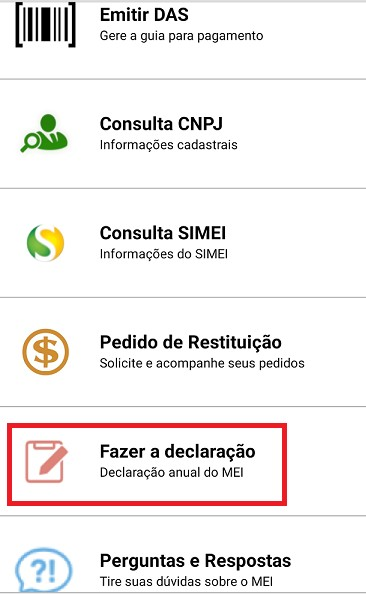 Emitir DAS
Gere a guia para pagamento
Consulta CNPJ
Informações cadastrais
Consulta SIMEI
Informações do SIMEI
Pedido de Restituição
Solicite e acompanhe seus pedidos
Fazer a declaração
Declaração anual do MEI
?!
Perguntas e Respostas
Tire suas dúvidas sobre o MEI